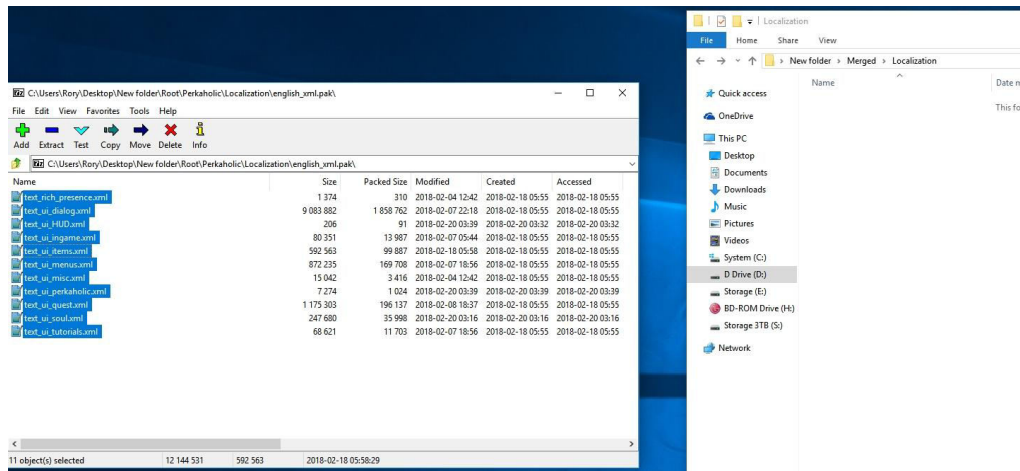 Localization
File Home Share View
New folder > Merged > Localization
Name Date m
Quick access
This fo
OneDrive
This PC
Desktop
Documents
Downloads
Music
Pictures
Videos
System (C:)
D Drive (D:)
Storage (E:)
BD-ROM Drive (H:)
Storage 3TB (S:)
Network
7z C:\Users\Rory\Desktop\New folder\Root\Perkaholic\Localization\english_xml.pak\
File Edit View Favorites Tools Help
Add Extract Test Copy Move Delete Info
7z C:\Users\Rory\Desktop\New folder\Root\Perkaholic\Localization\english_xml.pak\
Name Size Packed Size Modified Created Accessed
text_rich_presence.xml 1 374 310 2018-02-04 12:42 2018-02-18 05:55 2018-02-18 05:55
text_ui_dialog.xml 9 083 882 1 858 762 2018-02-07 22:18 2018-02-18 05:55 2018-02-18 05:55
text_ui_HUD.xml 206 91 2018-02-20 03:39 2018-02-20 03:32 2018-02-20 03:32
text_ui_ingame.xml 80 351 13 987 2018-02-07 05:44 2018-02-18 05:55 2018-02-18 05:55
text_ui_items.xml 592 563 99 887 2018-02-18 05:58 2018-02-18 05:55 2018-02-18 05:55
text_ui_menus.xml 872 235 169 708 2018-02-07 18:56 2018-02-18 05:55 2018-02-18 05:55
text_ui_misc.xml 15 042 3 416 2018-02-04 12:42 2018-02-18 05:55 2018-02-18 05:55
text_ui_perkaholic.xml 7 274 1 024 2018-02-20 03:39 2018-02-20 03:39 2018-02-20 03:39
text_ui_quest.xml 1 175 303 196 137 2018-02-08 18:37 2018-02-18 05:55 2018-02-18 05:55
text_ui_soul.xml 247 680 35 998 2018-02-20 03:16 2018-02-20 03:16 2018-02-20 03:16
text_ui_tutorials.xml 68 621 11 703 2018-02-07 18:56 2018-02-18 05:55 2018-02-18 05:55
11 object(s) selected 12 144 531 592 563 2018-02-18 05:58:29